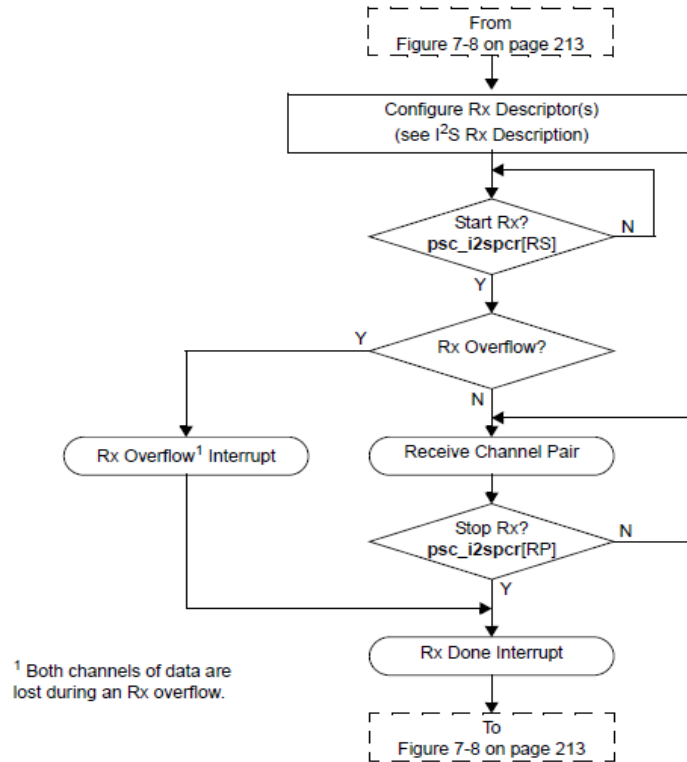 From
Figure 7-8 on page 213
Configure Rx Descriptor(s)
(see I²S Rx Description)
Start Rx?
psc_i2spcr[RS]
N
Y
Rx Overflow?
Y
N
Rx Overflow¹ Interrupt
Receive Channel Pair
Stop Rx?
psc_i2spcr[RP]
N
Y
Rx Done Interrupt
¹ Both channels of data are
lost during an Rx overflow.
To
Figure 7-8 on page 213